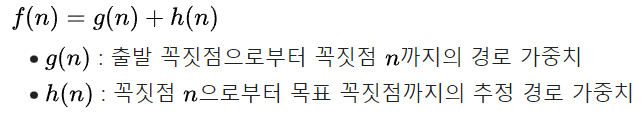 f(n) = g(n) + h(n)
• g(n) : 출발 꼭짓점으로부터 꼭짓점 n까지의 경로 가중치
• h(n) : 꼭짓점 n으로부터 목표 꼭짓점까지의 추정 경로 가중치